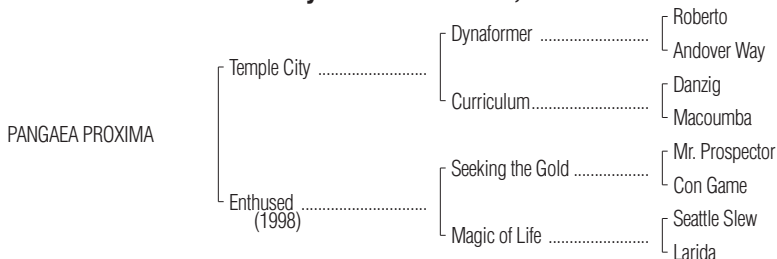 Roberto
Dynaformer ..........................
Andover Way
Temple City ..........................
Danzig
Curriculum............................
Macoumba
PANGAEA PROXIMA
Mr. Prospector
Seeking the Gold ..................
Con Game
Enthused ..............................
(1998)
Seattle Slew
Magic of Life ........................
Larida